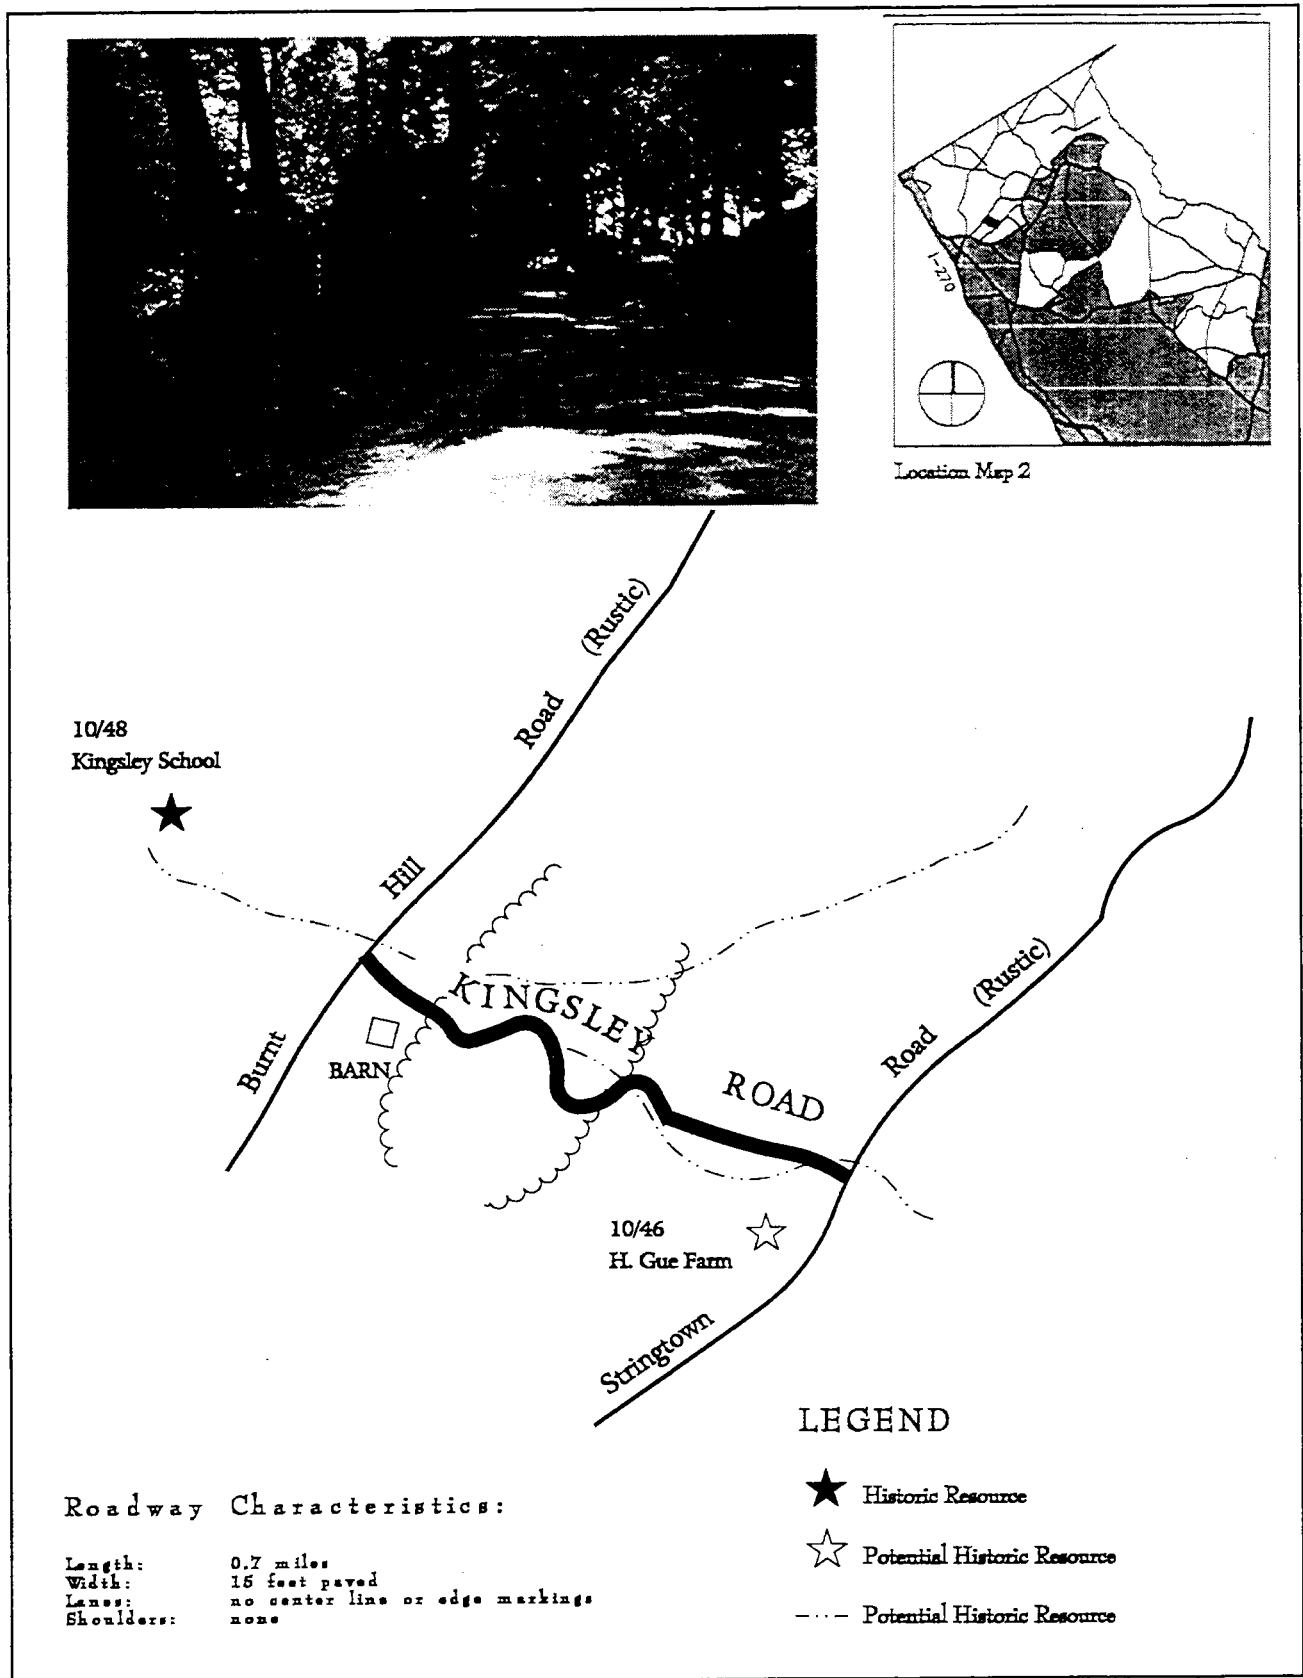 I-270
Location Map 2
(Rustic)
Road
10/48
Kingsley School
Hill
KINGSLEY
ROAD
(Rustic)
Road
Burnt
BARN
10/46
H. Gue Farm
Stringtown
LEGEND
Historic Resource
Potential Historic Resource
Potential Historic Resource
Roadway Characteristics:
Length: 0.7 miles
Width: 15 feet paved
Lanes: no center line or edge markings
Shoulders: none